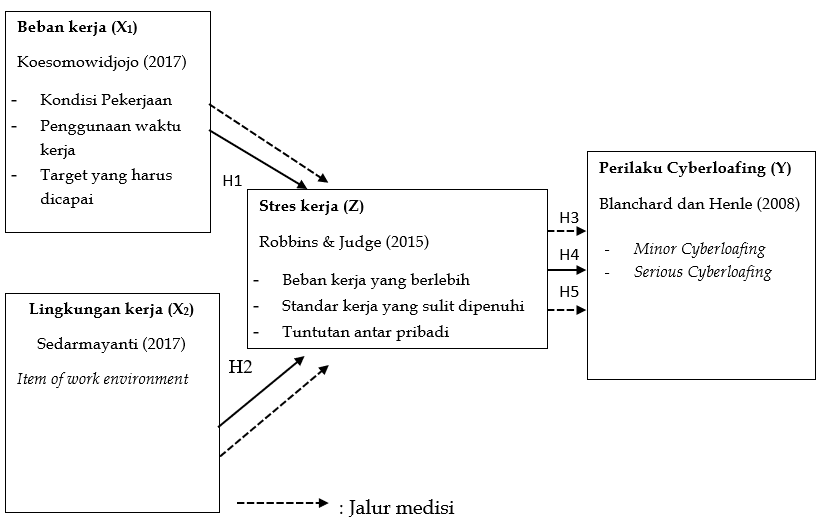 Beban kerja (X₁)
Koesomowidjojo (2017)
- Kondisi Pekerjaan
- Penggunaan waktu
kerja
- Target yang harus
dicapai
H1
Stres kerja (Z)
Robbins & Judge (2015)
- Beban kerja yang berlebih
- Standar kerja yang sulit dipenuhi
- Tuntutan antar pribadi
H3
H4
H5
Perilaku Cyberloafing (Y)
Blanchard dan Henle (2008)
- Minor Cyberloafing
- Serious Cyberloafing
Lingkungan kerja (X₂)
Sedarmayanti (2017)
Item of work environment
H2
: Jalur medisi